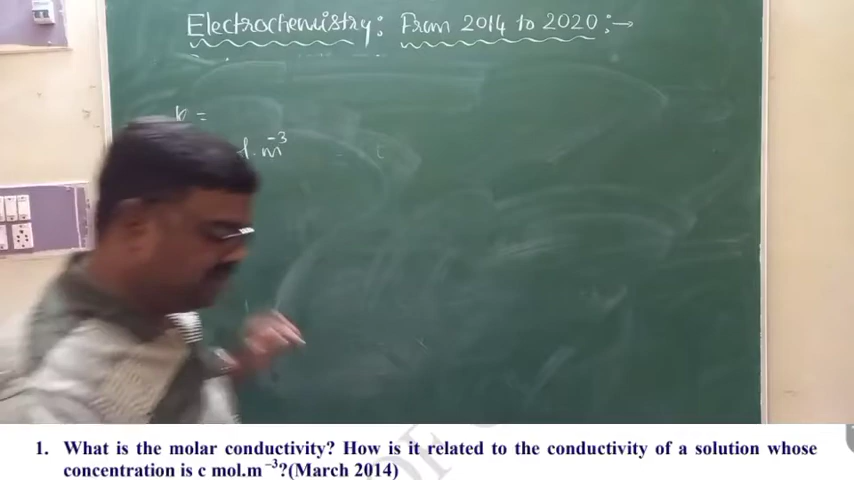 Electrochemistry: From 2014 to 2020 :→
k =
l. m⁻³
1. What is the molar conductivity? How is it related to the conductivity of a solution whose
concentration is c mol.m⁻³?(March 2014)